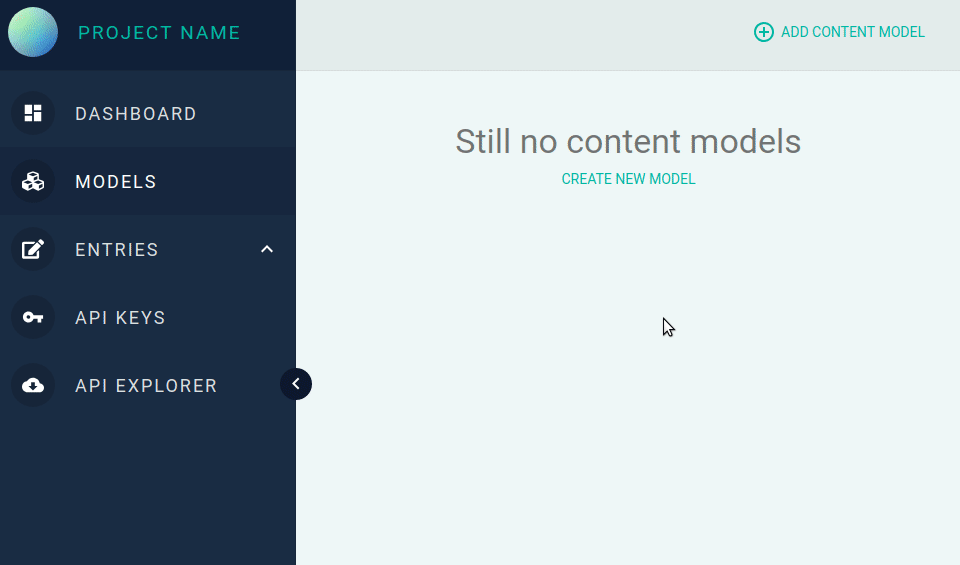 PROJECT NAME
ADD CONTENT MODEL
DASHBOARD
MODELS
ENTRIES
API KEYS
API EXPLORER
Still no content models
CREATE NEW MODEL